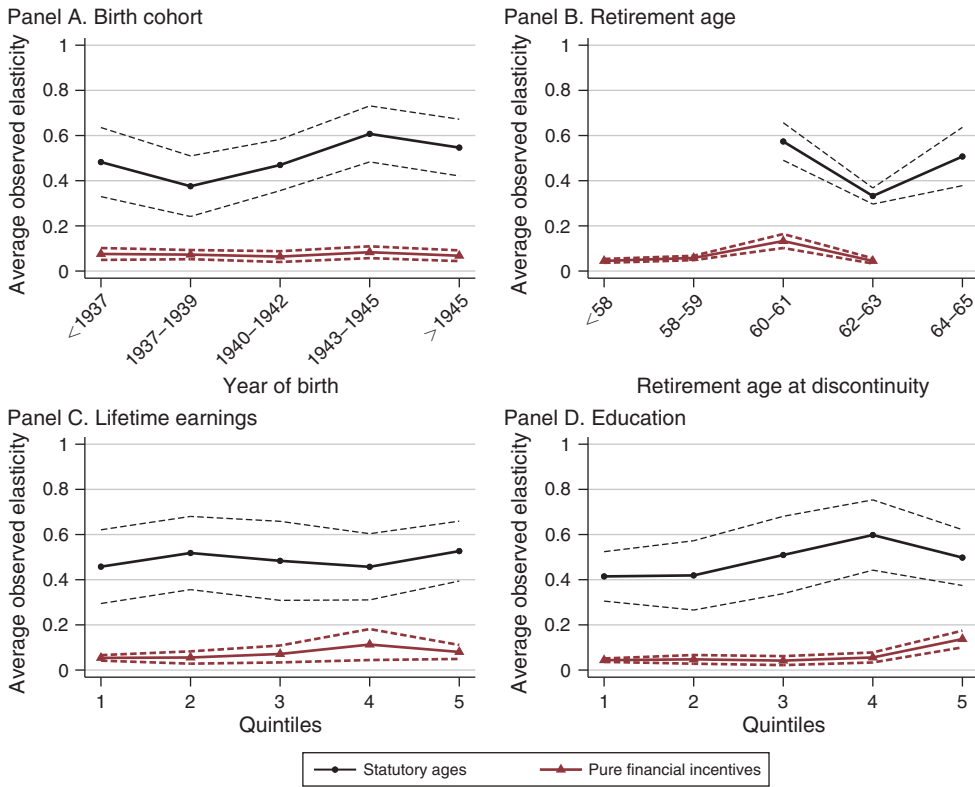 Panel A. Birth cohort
Average observed elasticity
1
0.8
0.6
0.4
0.2
0
<1937
1937–1939
1940–1942
1943–1945
>1945
Year of birth
Panel B. Retirement age
Average observed elasticity
1
0.8
0.6
0.4
0.2
0
<58
58–59
60–61
62–63
64–65
Retirement age at discontinuity
Panel C. Lifetime earnings
Average observed elasticity
1
0.8
0.6
0.4
0.2
0
1 2 3 4 5
Quintiles
Panel D. Education
Average observed elasticity
1
0.8
0.6
0.4
0.2
0
1 2 3 4 5
Quintiles
Statutory ages
Pure financial incentives